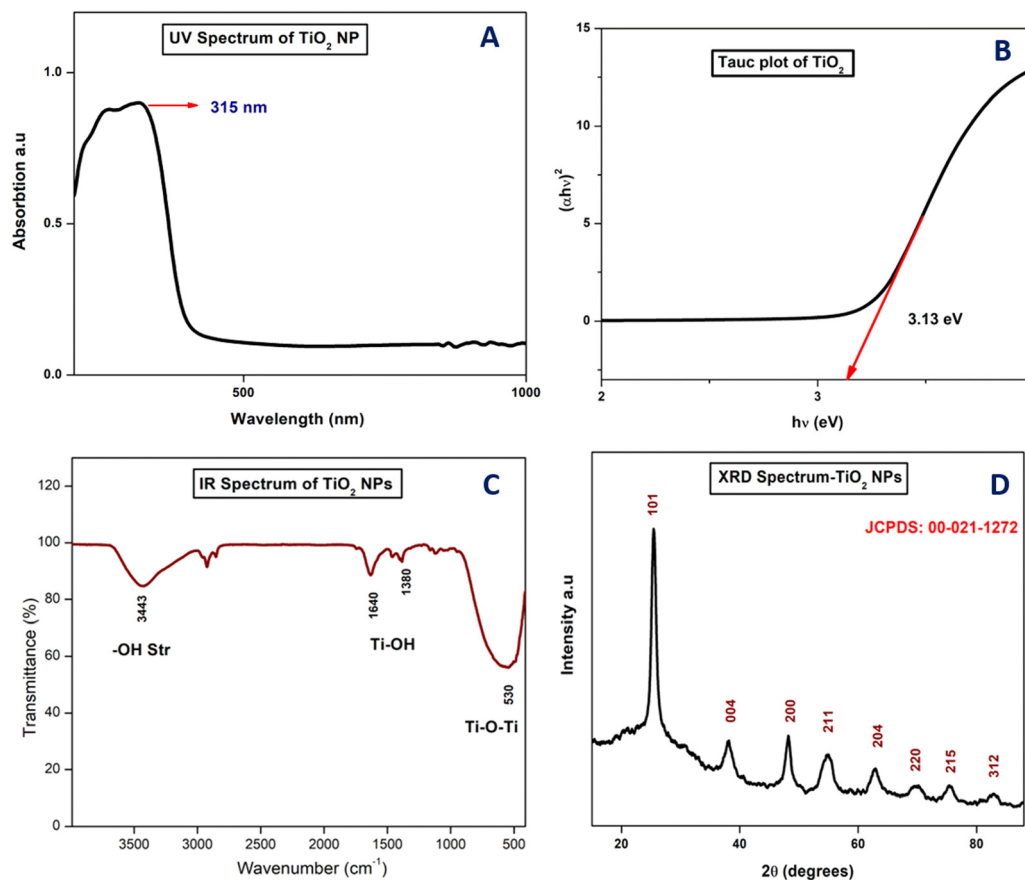 UV Spectrum of TiO₂ NP
A
1.0
0.5
0.0
315 nm
Absorbtion a.u
500
1000
Wavelength (nm)
Tauc plot of TiO₂
B
15
10
5
0
(αhν)²
3.13 eV
2
3
hν (eV)
IR Spectrum of TiO₂ NPs
C
120
100
80
60
40
20
0
Transmittance (%)
3443
-OH Str
1640
1380
Ti-OH
530
Ti-O-Ti
3500
3000
2500
2000
1500
1000
500
Wavenumber (cm⁻¹)
XRD Spectrum-TiO₂ NPs
D
JCPDS: 00-021-1272
Intensity a.u
101
004
200
211
204
220
215
312
20
40
60
80
2θ (degrees)